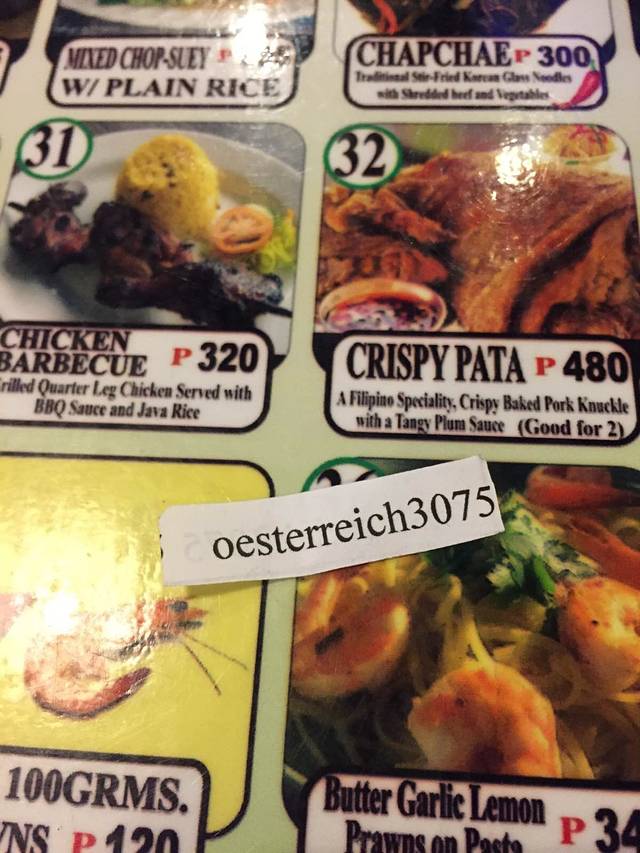 MIXED CHOP-SUEY P
W/ PLAIN RICE
CHAPCHAE P 300
Traditional Stir-Fried Korean Glass Noodles
with Shredded beef and Vegetables
31
32
CHICKEN
BARBECUE P 320
rilled Quarter Leg Chicken Served with
BBQ Sauce and Java Rice
CRISPY PATA P 480
A Filipino Speciality, Crispy Baked Pork Knuckle
with a Tangy Plum Sauce (Good for 2)
oesterreich3075
100GRMS.
WNS P 120
Butter Garlic Lemon
Prawns on Pasta P 34